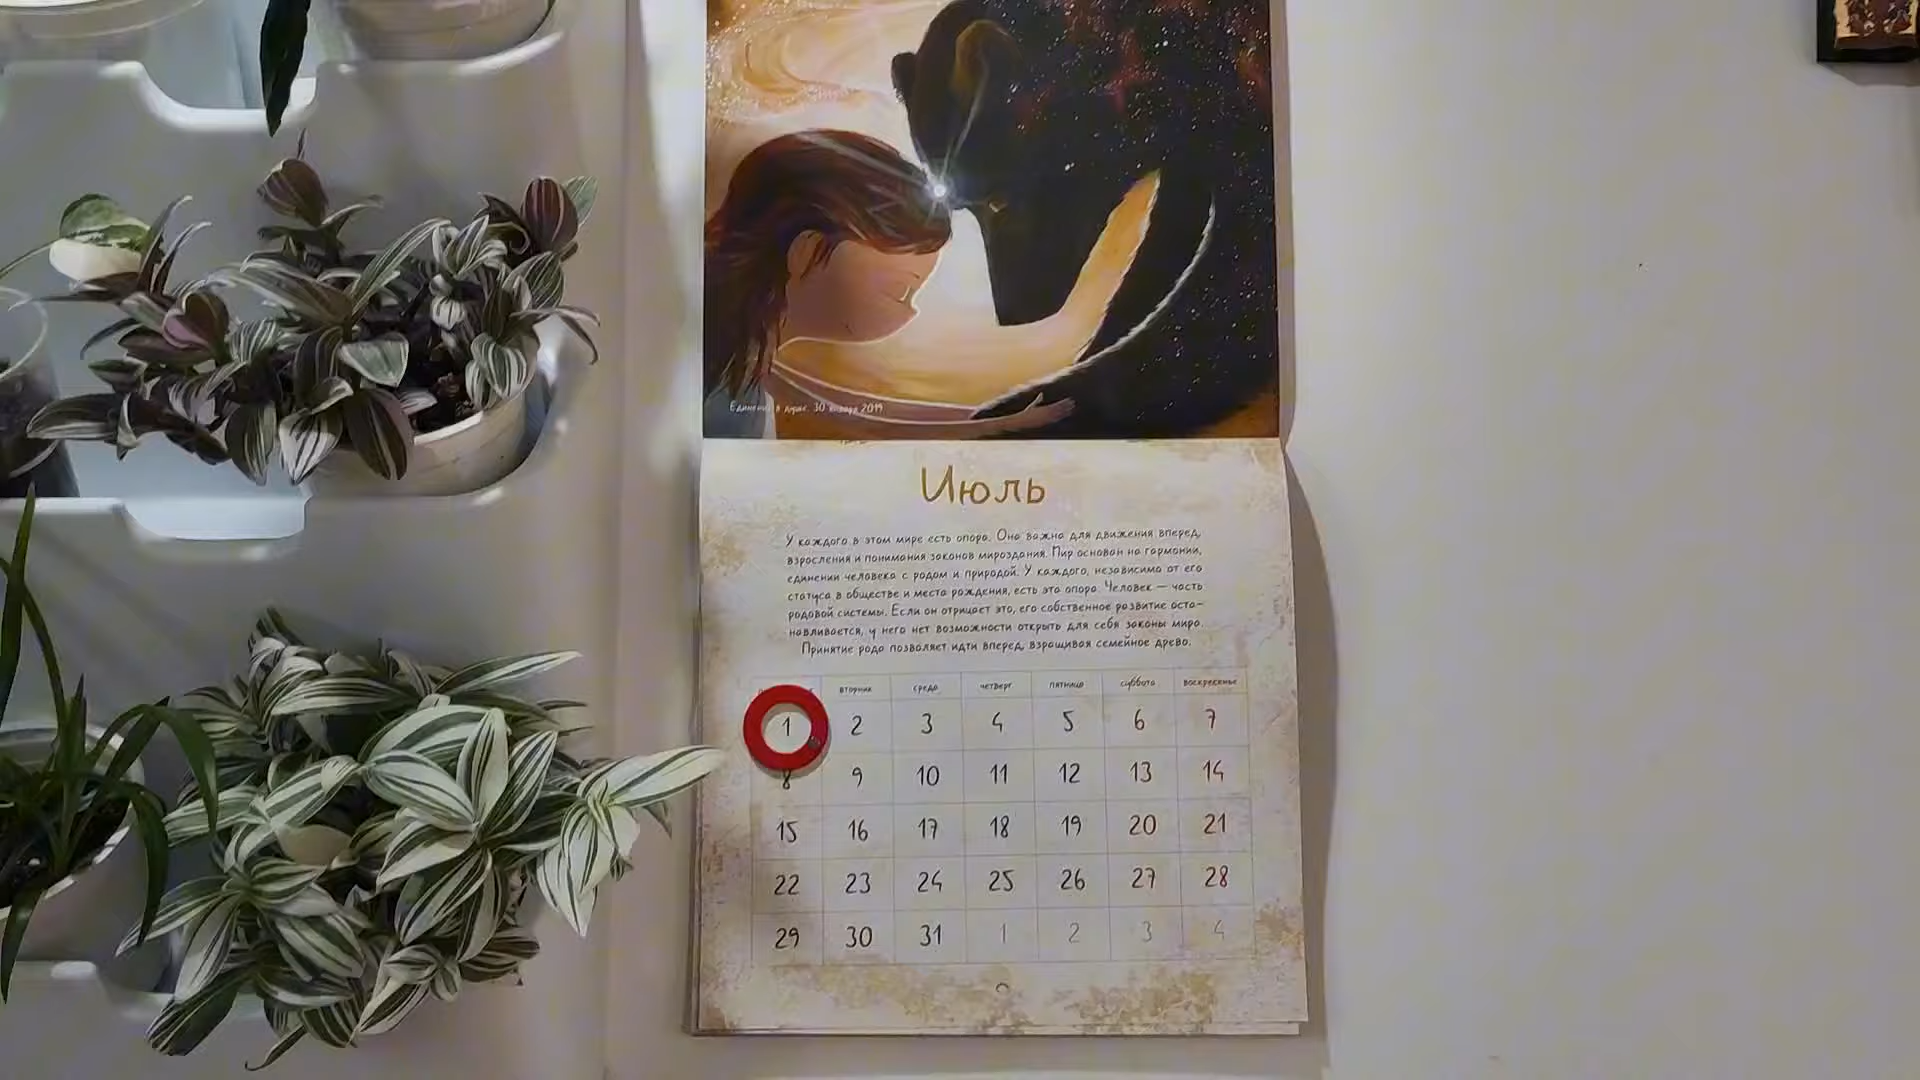 Единение в духе. 30 января 2019
Июль
У каждого в этом мире есть опора. Она важна для движения вперед,
взросления и понимания законов мироздания. Мир основан на гармонии,
единении человека с родом и природой. У каждого, независимо от его
статуса в обществе и места рождения, есть эта опора. Человек — часть
родовой системы. Если он отрицает это, его собственное развитие оста-
навливается, у него нет возможности открыть для себя законы мира.
Принятие рода позволяет идти вперед, взращивая семейное древо.
вторник среда четверг пятница суббота воскресенье
1 2 3 4 5 6 7
8 9 10 11 12 13 14
15 16 17 18 19 20 21
22 23 24 25 26 27 28
29 30 31 1 2 3 4